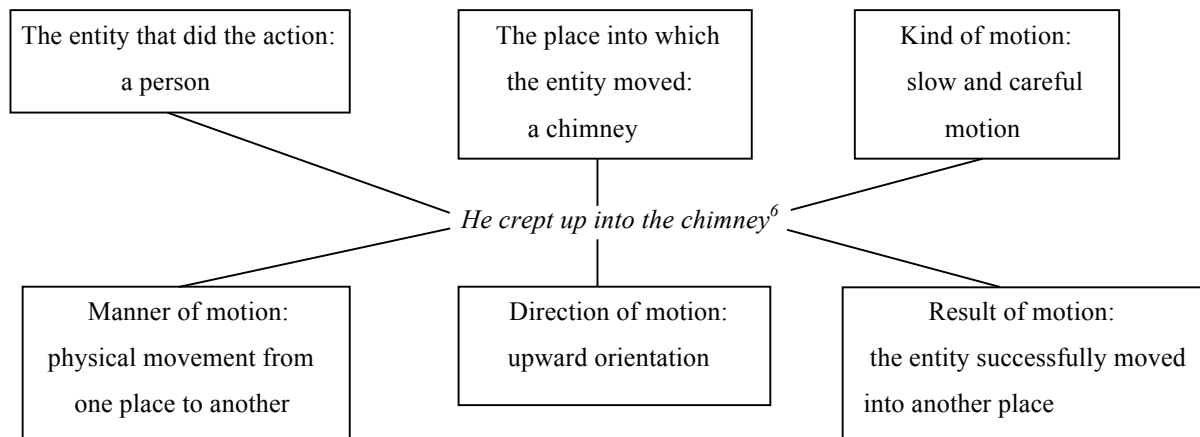 The entity that did the action:
a person
The place into which
the entity moved:
a chimney
Kind of motion:
slow and careful
motion
He crept up into the chimney⁶
Manner of motion:
physical movement from
one place to another
Direction of motion:
upward orientation
Result of motion:
the entity successfully moved
into another place